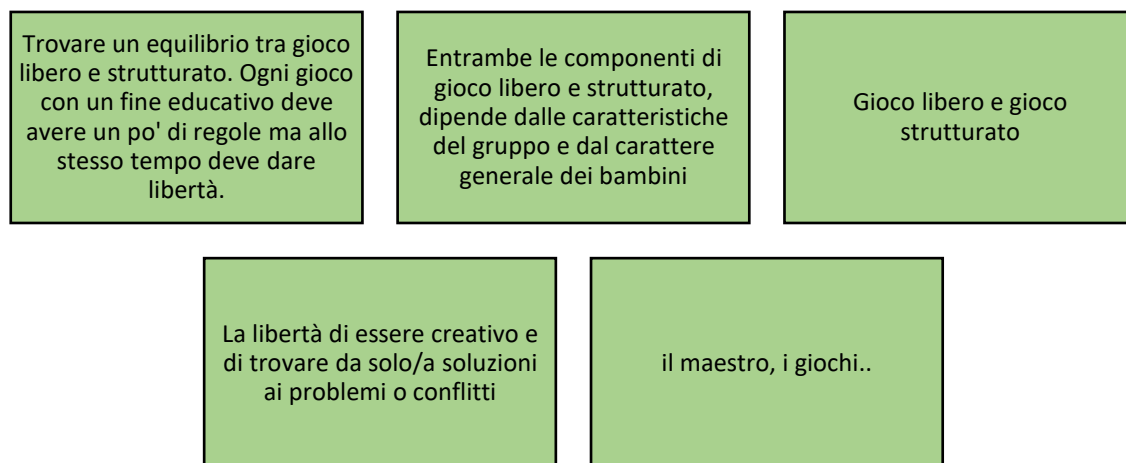 Trovare un equilibrio tra gioco
libero e strutturato. Ogni gioco
con un fine educativo deve
avere un po' di regole ma allo
stesso tempo deve dare
libertà.
Entrambe le componenti di
gioco libero e strutturato,
dipende dalle caratteristiche
del gruppo e dal carattere
generale dei bambini
Gioco libero e gioco
strutturato
La libertà di essere creativo e
di trovare da solo/a soluzioni
ai problemi o conflitti
il maestro, i giochi..